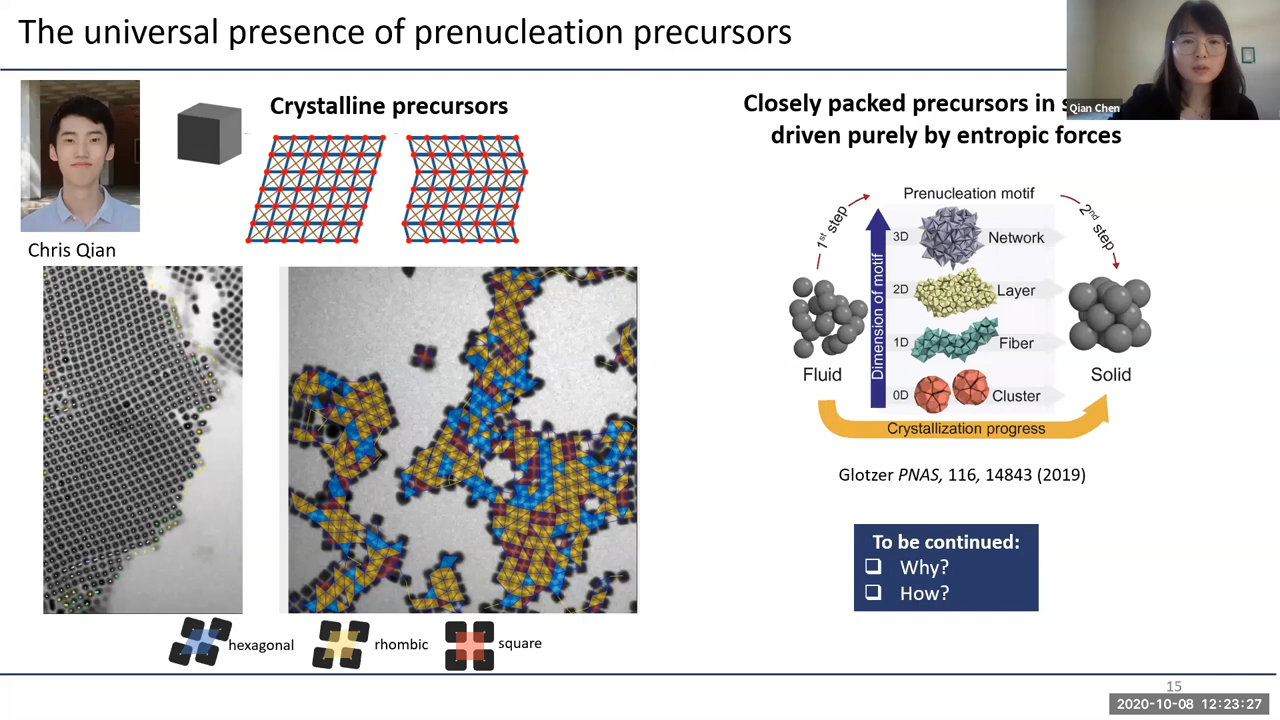 The universal presence of prenucleation precursors
Qian Chen
Crystalline precursors
Chris Qian
hexagonal
rhombic
square
Closely packed precursors in s
driven purely by entropic forces
Prenucleation motif
1st step
2nd step
Dimension of motif
3D
Network
2D
Layer
1D
Fiber
0D
Cluster
Fluid
Solid
Crystallization progress
Glotzer PNAS, 116, 14843 (2019)
To be continued:
Why?
How?
15
2020-10-08 12:23:27